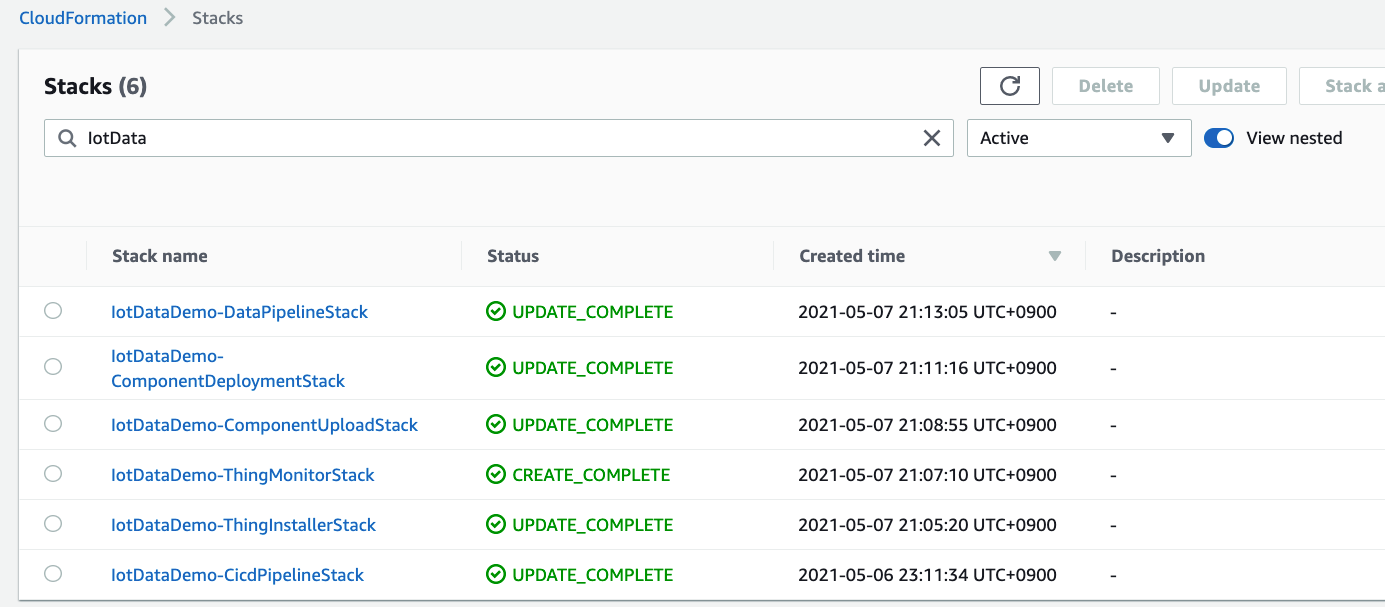 CloudFormation > Stacks
Stacks (6)
Delete
Update
Stack a
IotData
Active
View nested
Stack name Status Created time Description
IotDataDemo-DataPipelineStack UPDATE_COMPLETE 2021-05-07 21:13:05 UTC+0900 -
IotDataDemo-
ComponentDeploymentStack UPDATE_COMPLETE 2021-05-07 21:11:16 UTC+0900 -
IotDataDemo-ComponentUploadStack UPDATE_COMPLETE 2021-05-07 21:08:55 UTC+0900 -
IotDataDemo-ThingMonitorStack CREATE_COMPLETE 2021-05-07 21:07:10 UTC+0900 -
IotDataDemo-ThingInstallerStack UPDATE_COMPLETE 2021-05-07 21:05:20 UTC+0900 -
IotDataDemo-CicdPipelineStack UPDATE_COMPLETE 2021-05-06 23:11:34 UTC+0900 -